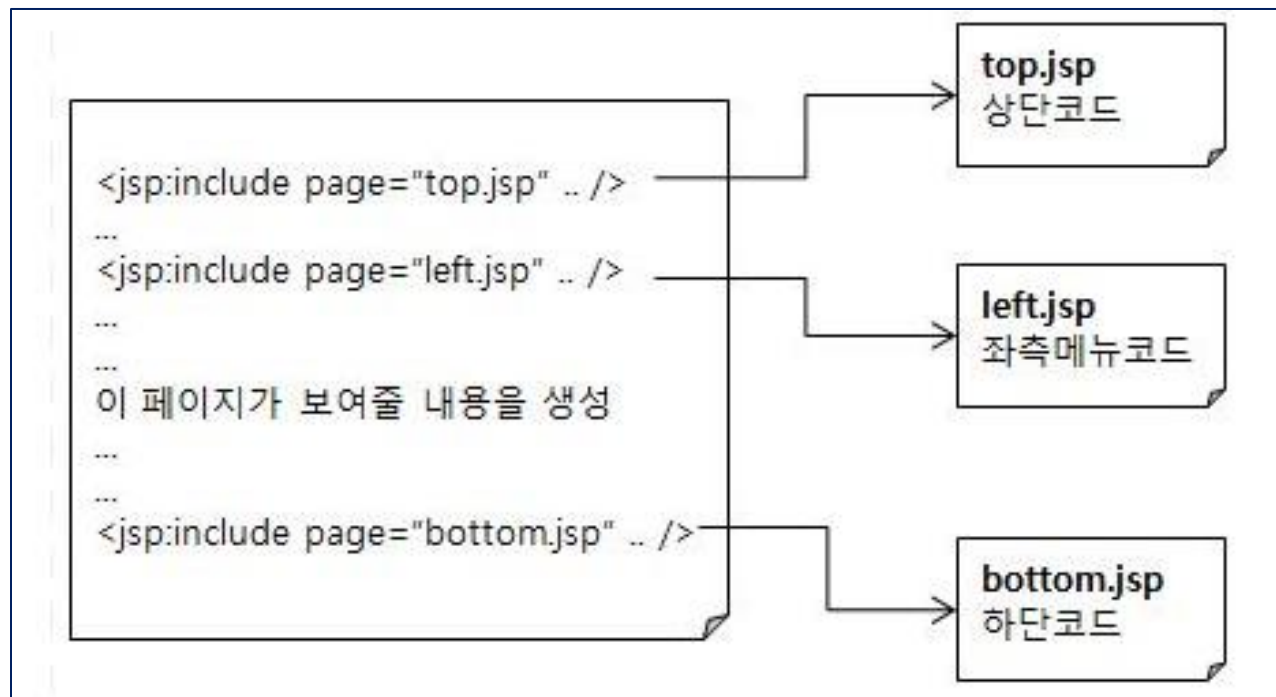 <jsp:include page="top.jsp" .. />
...
<jsp:include page="left.jsp" .. />
...
...
이 페이지가 보여줄 내용을 생성
...
...
<jsp:include page="bottom.jsp" .. />
top.jsp
상단코드
left.jsp
좌측메뉴코드
bottom.jsp
하단코드